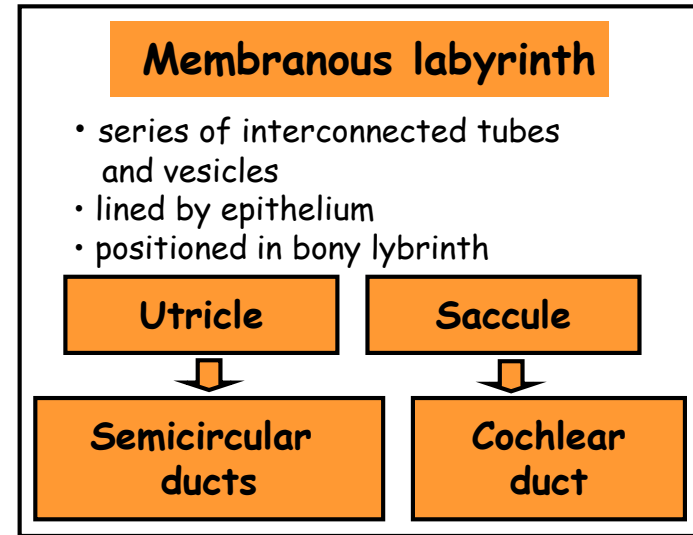 Membranous labyrinth
• series of interconnected tubes
and vesicles
• lined by epithelium
• positioned in bony lybrinth
Utricle
Saccule
Semicircular
ducts
Cochlear
duct